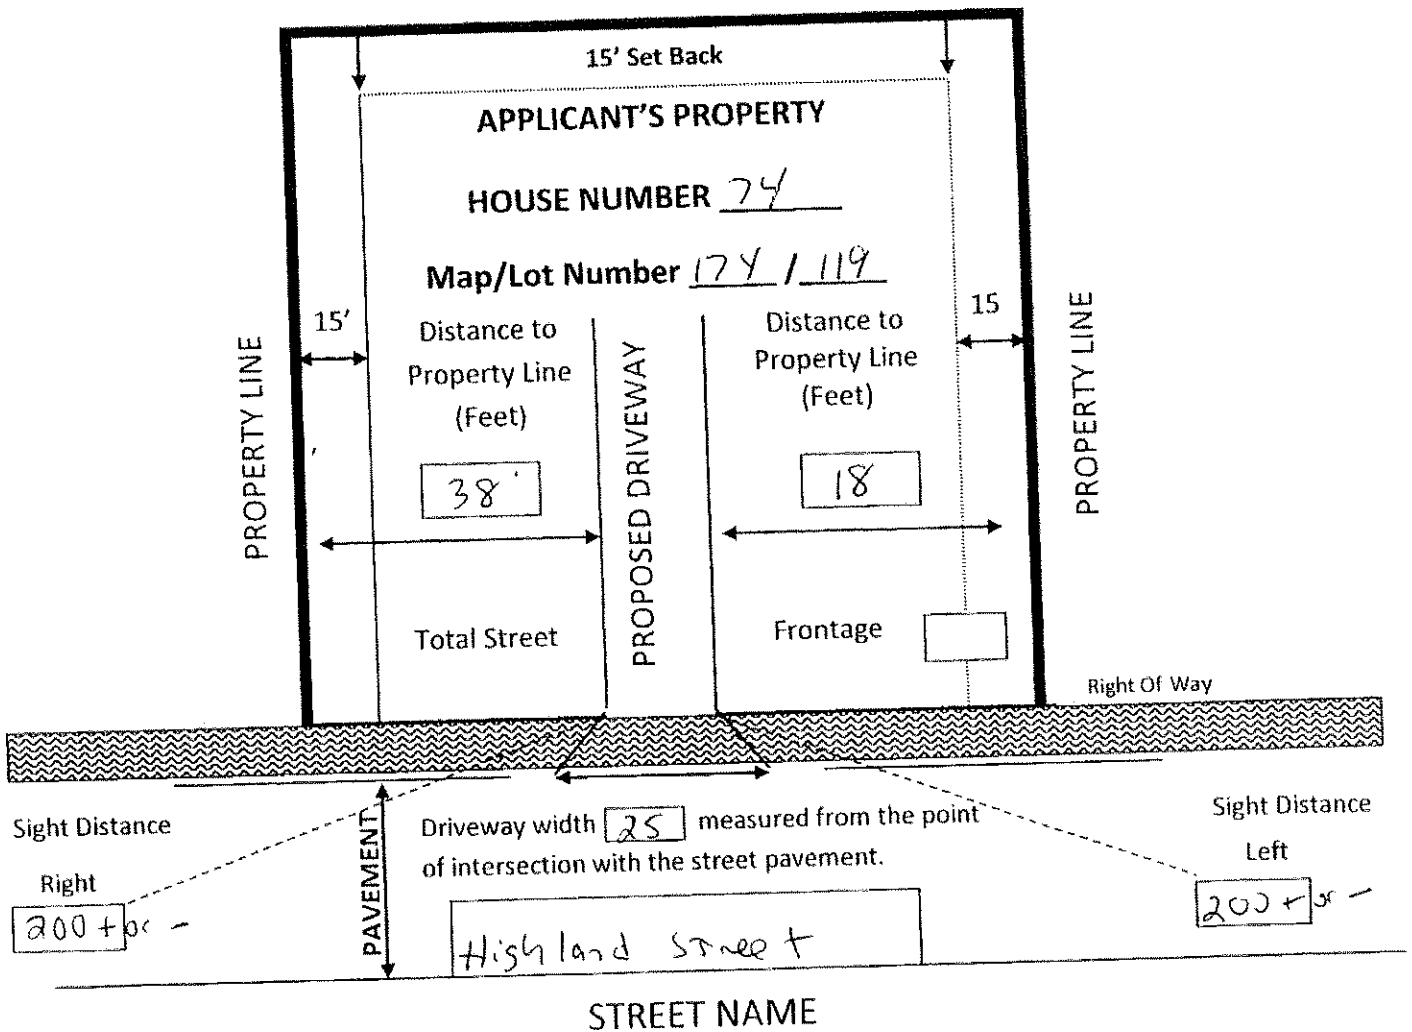 15' Set Back
APPLICANT'S PROPERTY
HOUSE NUMBER 74
Map/Lot Number 174 / 119
15'
Distance to
Property Line
(Feet)
38'
PROPOSED DRIVEWAY
Distance to
Property Line
(Feet)
18
15
PROPERTY LINE
PROPERTY LINE
Total Street
Frontage
Right Of Way
Sight Distance
Right
200 + or -
PAVEMENT
Driveway width 25 measured from the point
of intersection with the street pavement.
Sight Distance
Left
200 + or -
Highland Street
STREET NAME